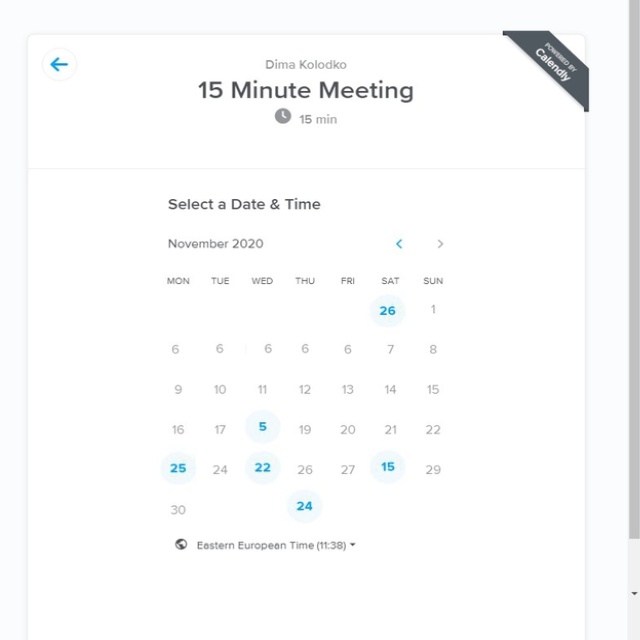 POWERED BY
Calendly
Dima Kolodko
15 Minute Meeting
15 min
Select a Date & Time
November 2020
MON TUE WED THU FRI SAT SUN
26 1
6 6 6 6 6 7 8
9 10 11 12 13 14 15
16 17 5 19 20 21 22
25 24 22 26 27 15 29
30 24
Eastern European Time (11:38)